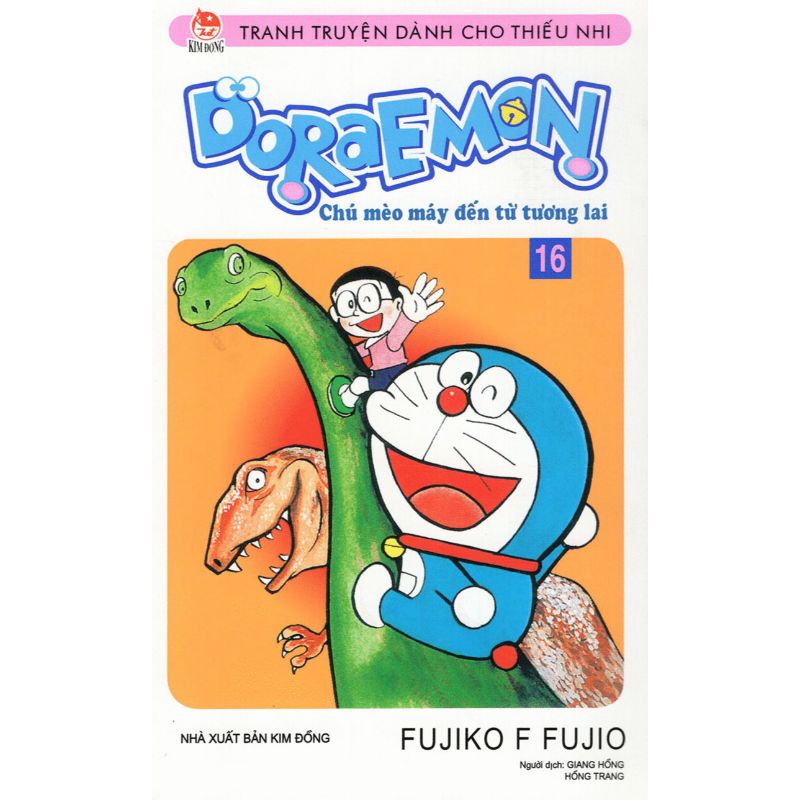 TRANH TRUYỆN DÀNH CHO THIẾU NHI
KIM ĐỒNG
DORAEMON
Chú mèo máy đến từ tương lai
16
NHÀ XUẤT BẢN KIM ĐỒNG
FUJIKO F FUJIO
Người dịch: GIANG HỒNG
HỒNG TRANG